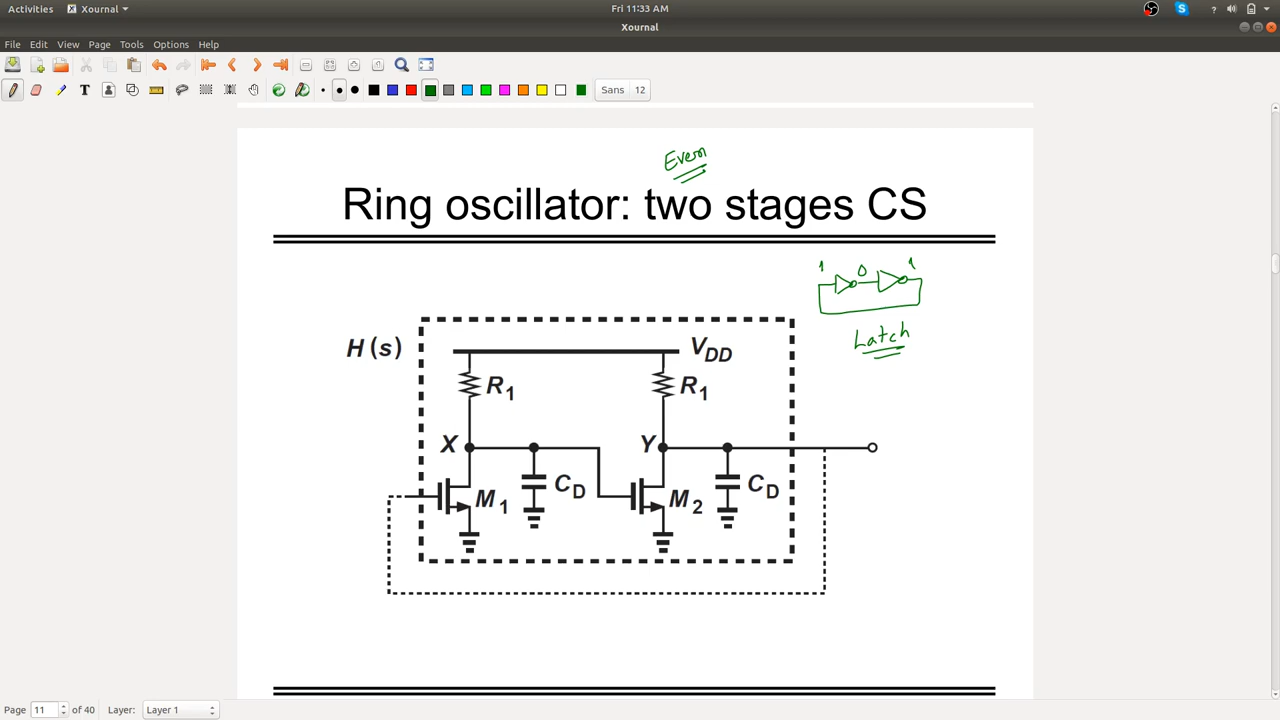 Activities Xournal Fri 11:33 AM ?
Xournal
File Edit View Page Tools Options Help
T Sans 12
Even
Ring oscillator: two stages CS
1 0 1
Latch
H(s) VDD
R1 R1
X Y
M1 CD M2 CD
Page 11 of 40 Layer: Layer 1